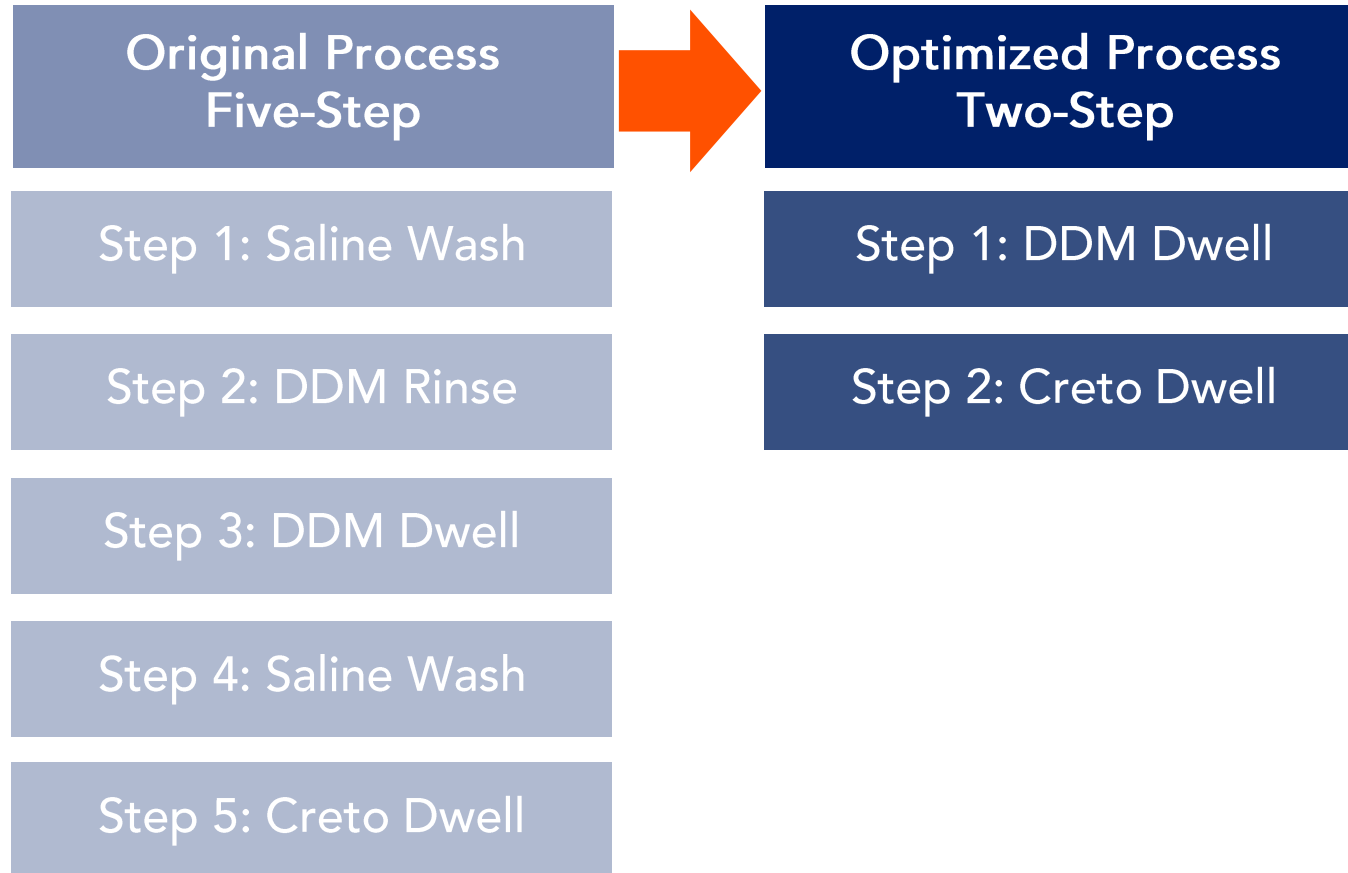 Original Process
Five-Step
Step 1: Saline Wash
Step 2: DDM Rinse
Step 3: DDM Dwell
Step 4: Saline Wash
Step 5: Creto Dwell
Optimized Process
Two-Step
Step 1: DDM Dwell
Step 2: Creto Dwell